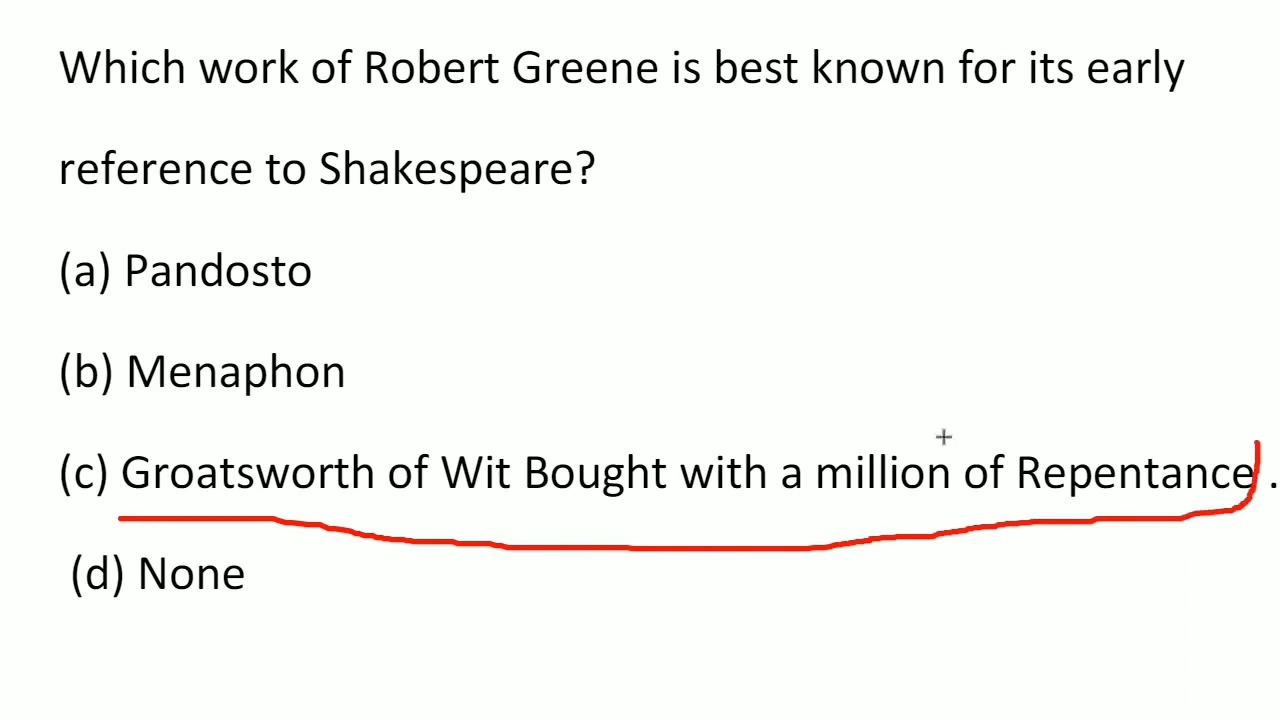 Which work of Robert Greene is best known for its early
reference to Shakespeare?
(a) Pandosto
(b) Menaphon
(c) Groatsworth of Wit Bought with a million of Repentance .
(d) None